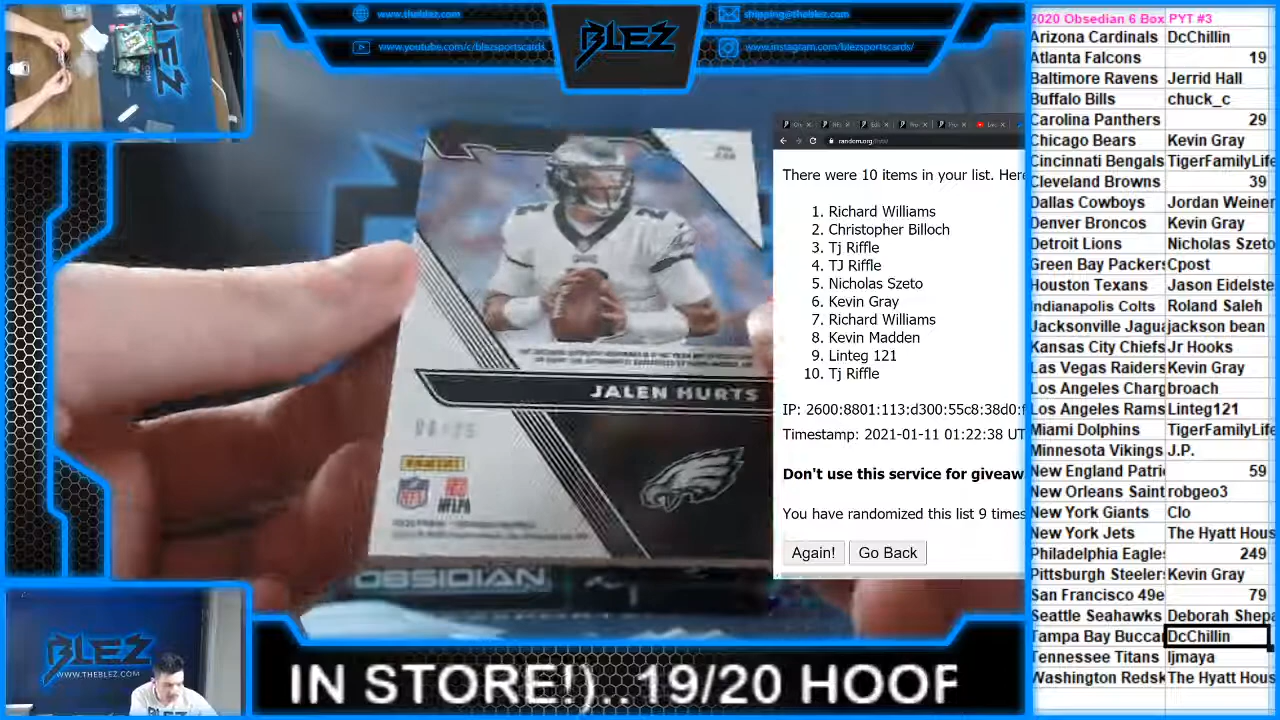 www.theblez.com
www.youtube.com/c/blezsportscards/
BLEZ
shipping@theblez.com
www.instagram.com/blezsportscards/
JALEN HURTS
PANINI
NFL
NFLPA
OBSIDIAN
random.org
There were 10 items in your list. Here
1. Richard Williams
2. Christopher Billoch
3. Tj Riffle
4. TJ Riffle
5. Nicholas Szeto
6. Kevin Gray
7. Richard Williams
8. Kevin Madden
9. Linteg 121
10. Tj Riffle
IP: 2600:8801:113:d300:55c8:38d0:f
Timestamp: 2021-01-11 01:22:38 UT
Don't use this service for giveaw
You have randomized this list 9 times
Again! Go Back
2020 Obsedian 6 Box PYT #3
Arizona Cardinals DcChillin
Atlanta Falcons 19
Baltimore Ravens Jerrid Hall
Buffalo Bills chuck_c
Carolina Panthers 29
Chicago Bears Kevin Gray
Cincinnati Bengals TigerFamilyLife
Cleveland Browns 39
Dallas Cowboys Jordan Weiner
Denver Broncos Kevin Gray
Detroit Lions Nicholas Szeto
Green Bay Packers Cpost
Houston Texans Jason Eidelste
Indianapolis Colts Roland Saleh
Jacksonville Jagua jackson bean
Kansas City Chiefs Jr Hooks
Las Vegas Raiders Kevin Gray
Los Angeles Charg broach
Los Angeles Rams Linteg121
Miami Dolphins TigerFamilyLife
Minnesota Vikings J.P.
New England Patri 59
New Orleans Saint robgeo3
New York Giants Clo
New York Jets The Hyatt Hous
Philadelphia Eagles 249
Pittsburgh Steelers Kevin Gray
San Francisco 49e 79
Seattle Seahawks Deborah Shepa
Tampa Bay Bucca DcChillin
Tennessee Titans ljmaya
Washington Redsk The Hyatt Hous
BLEZ
WWW.THEBLEZ.COM
IN STORE!)..19/20 HOOF